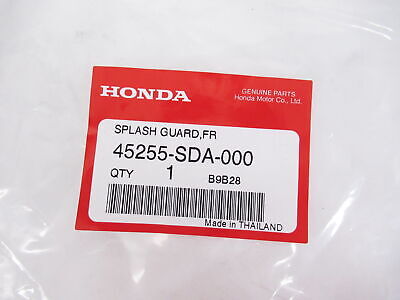 HONDA
GENUINE PARTS
Honda Motor Co., Ltd.
SPLASH GUARD,FR
45255-SDA-000
QTY 1 B9B28
Made in THAILAND